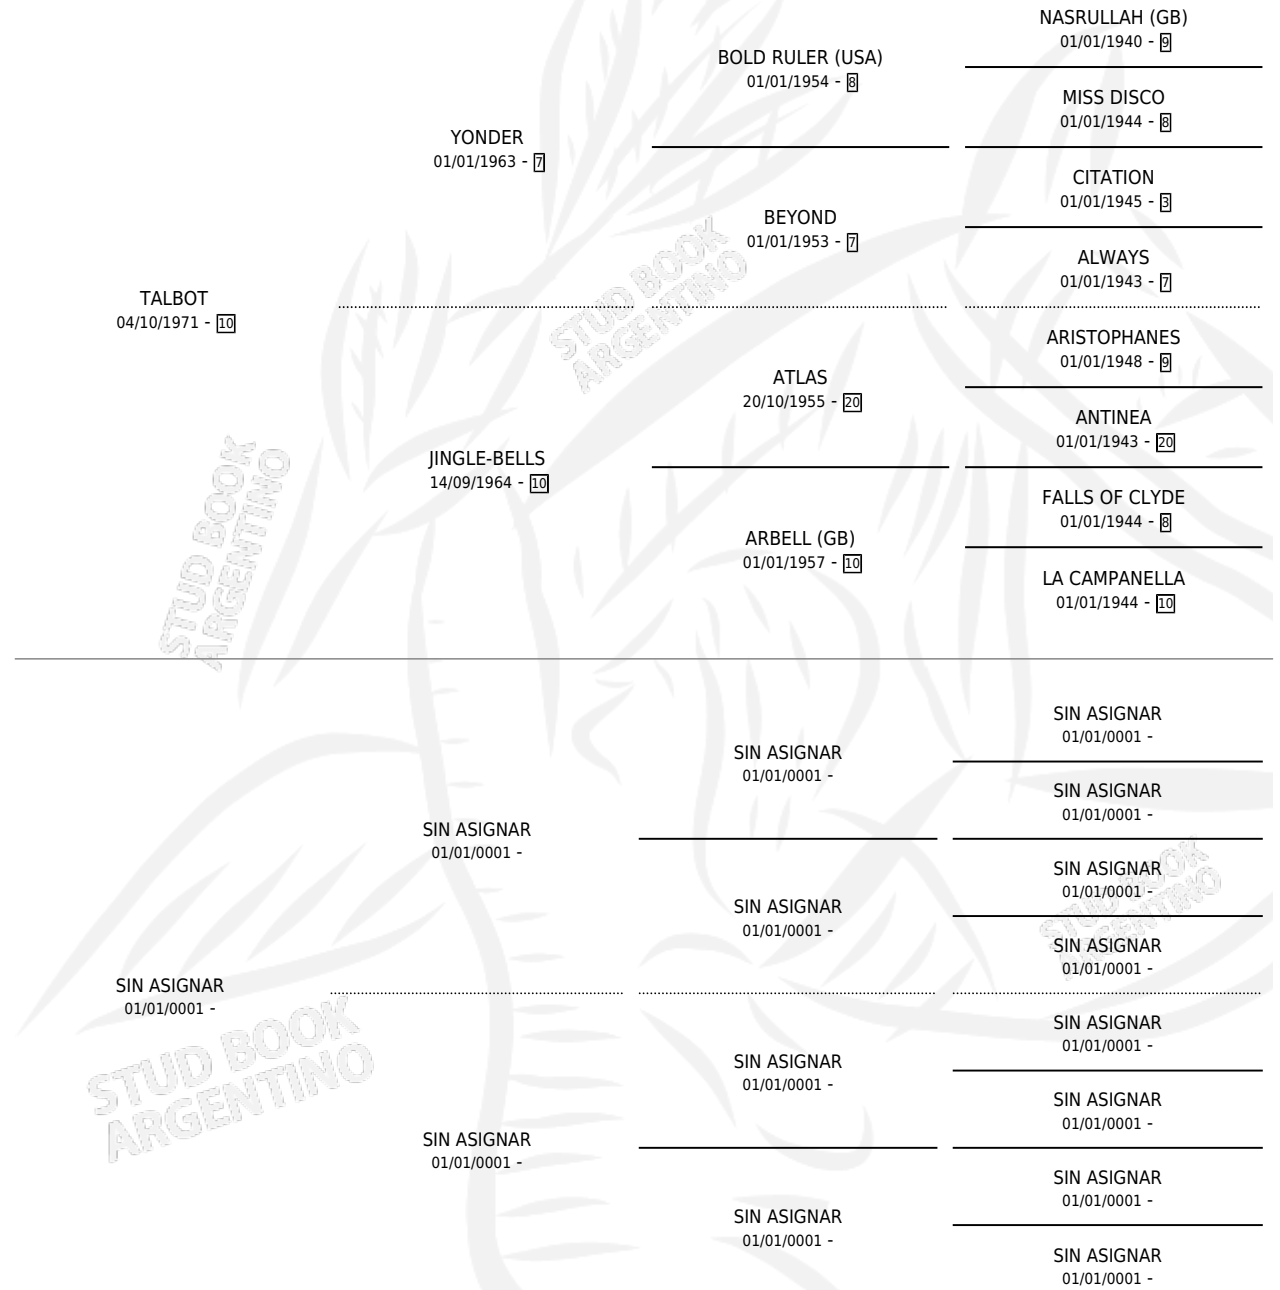 NASRULLAH (GB)
01/01/1940 - 9
BOLD RULER (USA)
01/01/1954 - 8
MISS DISCO
01/01/1944 - 8
YONDER
01/01/1963 - 7
CITATION
01/01/1945 - 3
BEYOND
01/01/1953 - 7
ALWAYS
01/01/1943 - 7
TALBOT
04/10/1971 - 10
ARISTOPHANES
01/01/1948 - 9
ATLAS
20/10/1955 - 20
ANTINEA
01/01/1943 - 20
JINGLE-BELLS
14/09/1964 - 10
FALLS OF CLYDE
01/01/1944 - 8
ARBELL (GB)
01/01/1957 - 10
LA CAMPANELLA
01/01/1944 - 10
STUD BOOK
ARGENTINO
STUD BOOK
ARGENTINO
SIN ASIGNAR
01/01/0001 -
SIN ASIGNAR
01/01/0001 -
SIN ASIGNAR
01/01/0001 -
SIN ASIGNAR
01/01/0001 -
SIN ASIGNAR
01/01/0001 -
SIN ASIGNAR
01/01/0001 -
SIN ASIGNAR
01/01/0001 -
SIN ASIGNAR
01/01/0001 -
SIN ASIGNAR
01/01/0001 -
SIN ASIGNAR
01/01/0001 -
SIN ASIGNAR
01/01/0001 -
SIN ASIGNAR
01/01/0001 -
SIN ASIGNAR
01/01/0001 -
SIN ASIGNAR
01/01/0001 -
SIN ASIGNAR
01/01/0001 -
STUD BOOK
ARGENTINO
STUD BOOK
ARGENTINO